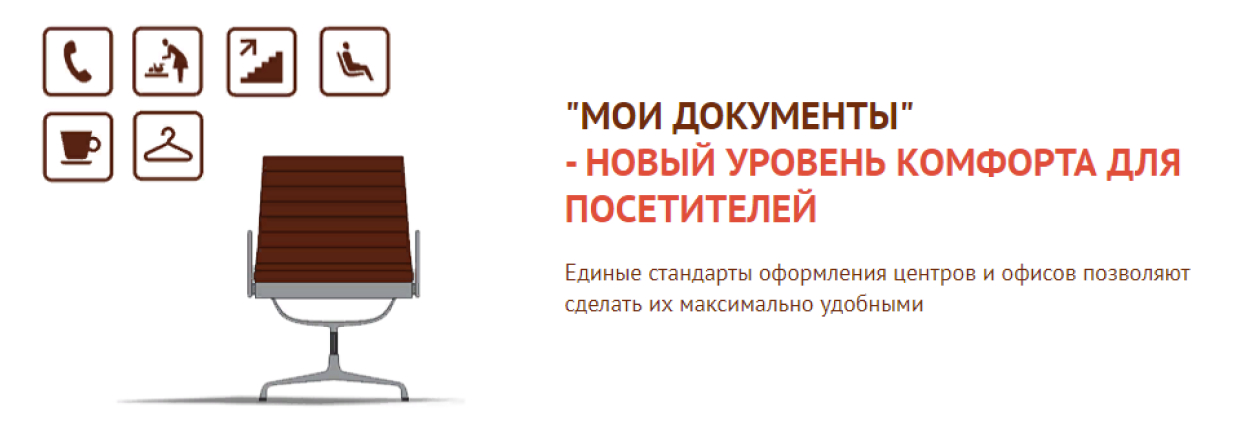 "МОИ ДОКУМЕНТЫ"
- НОВЫЙ УРОВЕНЬ КОМФОРТА ДЛЯ
ПОСЕТИТЕЛЕЙ
Единые стандарты оформления центров и офисов позволяют
сделать их максимально удобными